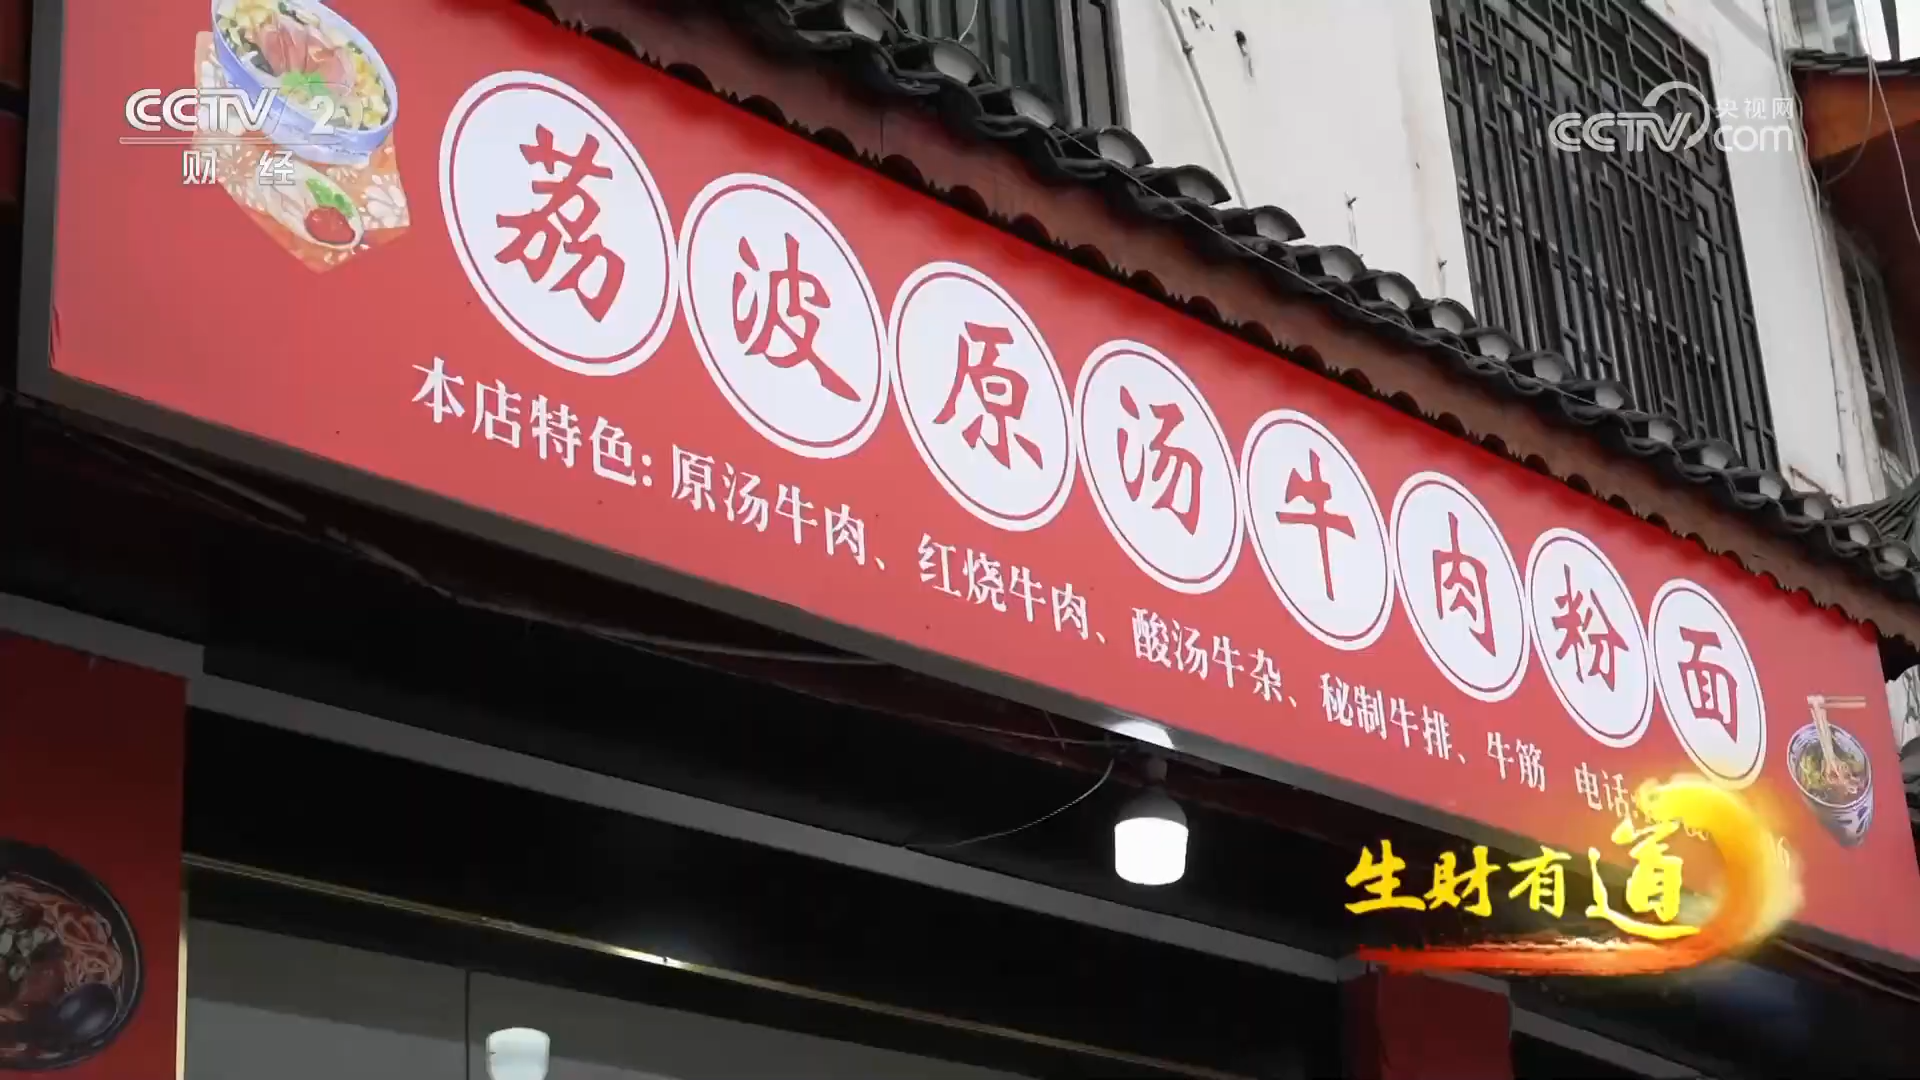 CCTV 2
财经
央视网
CCTV.com
荔波原汤牛肉粉面
本店特色:原汤牛肉、红烧牛肉、酸汤牛杂、秘制牛排、牛筋 电话:
生财有道